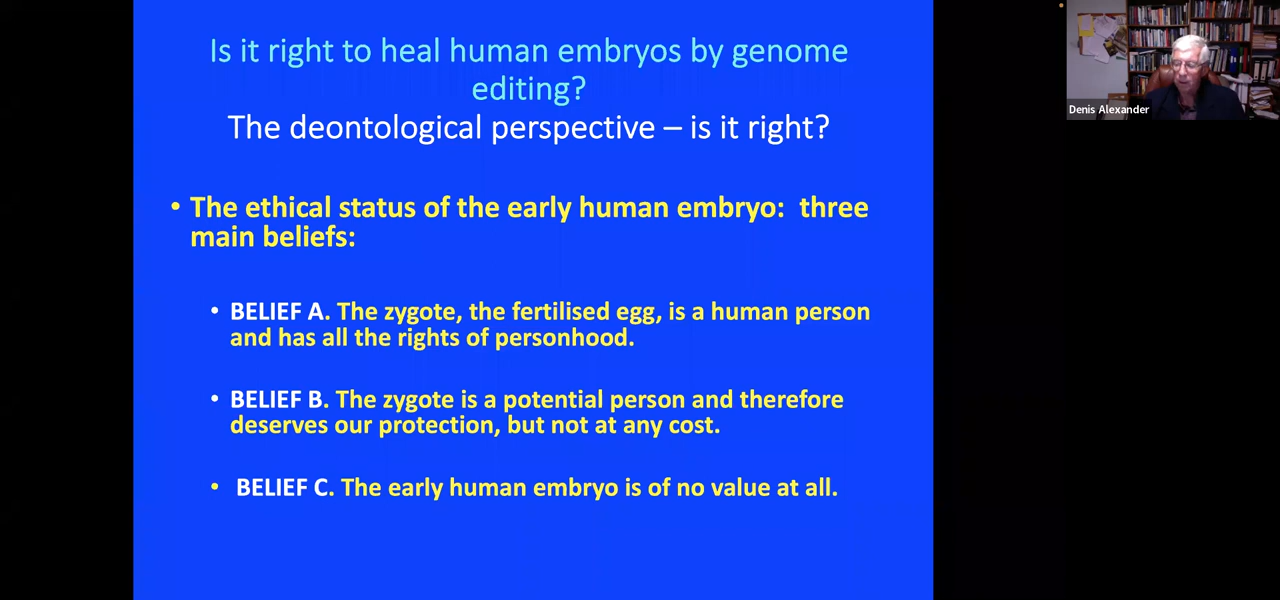 Is it right to heal human embryos by genome
editing?
The deontological perspective – is it right?
• The ethical status of the early human embryo:  three
main beliefs:
• BELIEF A. The zygote, the fertilised egg, is a human person
and has all the rights of personhood.
• BELIEF B. The zygote is a potential person and therefore
deserves our protection, but not at any cost.
• BELIEF C. The early human embryo is of no value at all.
Denis Alexander